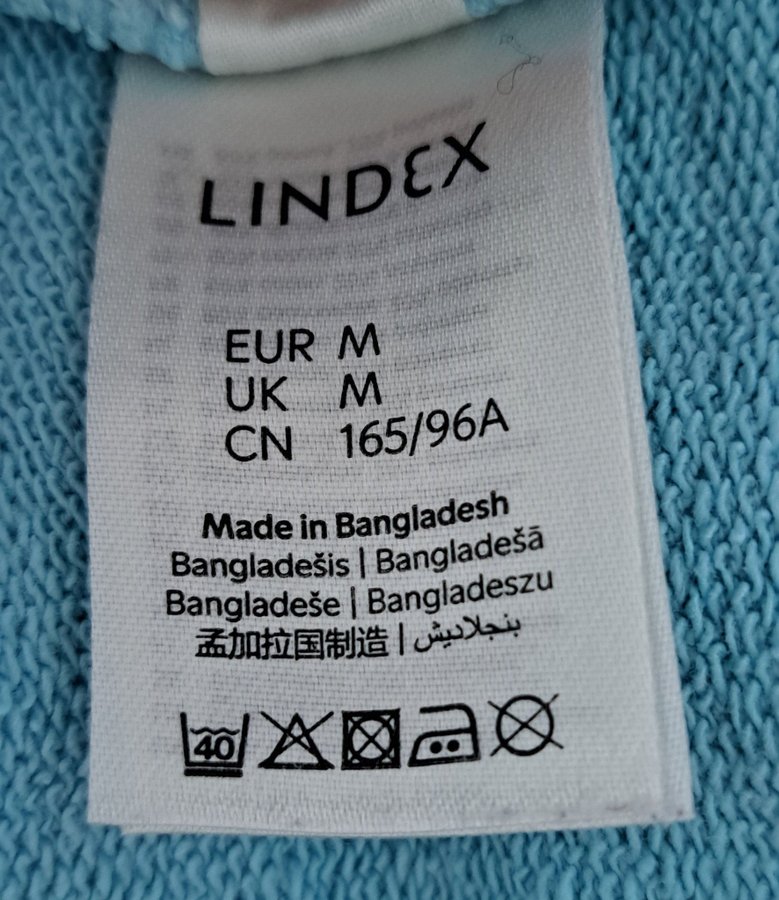 LINDEX
EUR M
UK M
CN 165/96A
Made in Bangladesh
Bangladešis | Bangladešā
Bangladeše | Bangladeszu
孟加拉国制造 | بنجلاديش
40